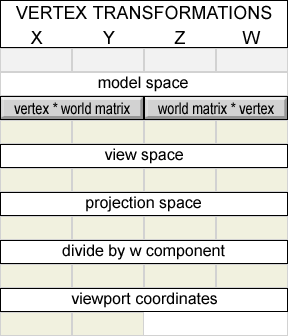 VERTEX TRANSFORMATIONS
X Y Z W
model space
vertex * world matrix world matrix * vertex
view space
projection space
divide by w component
viewport coordinates